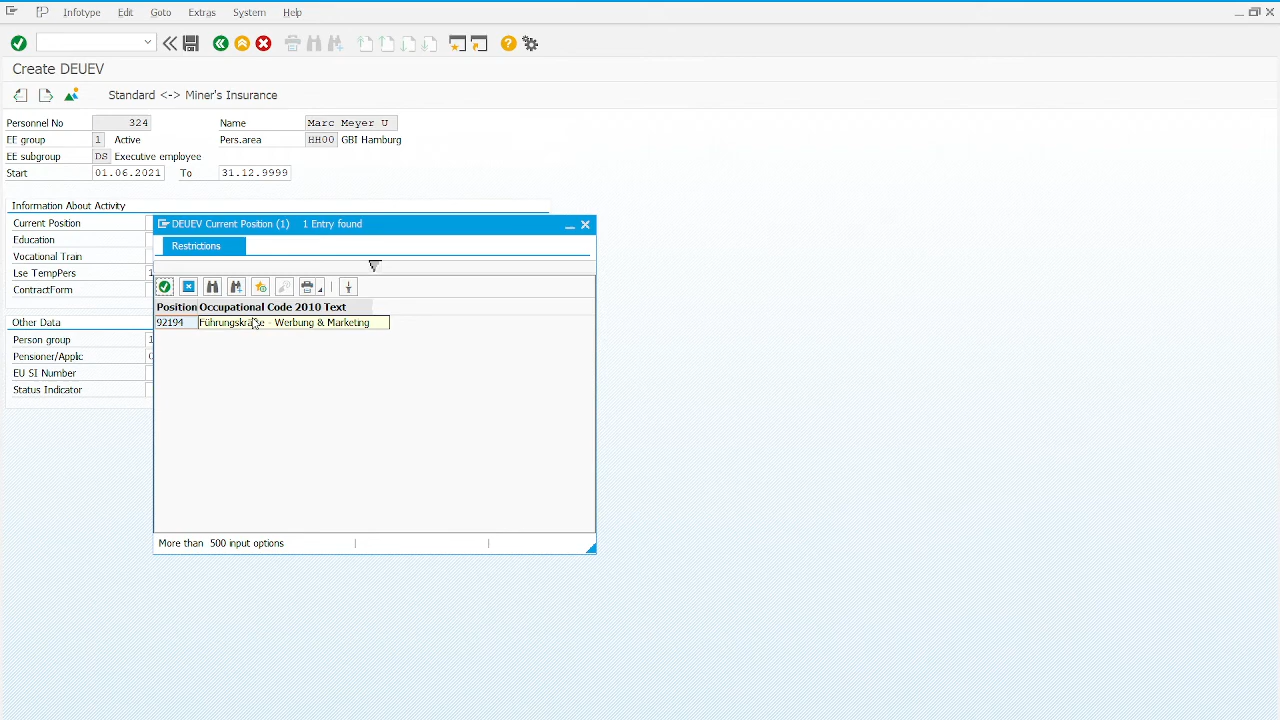 Infotype Edit Goto Extras System Help
Create DEUEV
Standard <-> Miner's Insurance
Personnel No 324 Name Marc Meyer U
EE group 1 Active Pers.area HH00 GBI Hamburg
EE subgroup DS Executive employee
Start 01.06.2021 To 31.12.9999
Information About Activity
Current Position
Education
Vocational Train
Lse TempPers 1
ContractForm
Other Data
Person group 1
Pensioner/Applic 0
EU SI Number
Status Indicator
DEUEV Current Position (1) 1 Entry found
Restrictions
Position Occupational Code 2010 Text
92194 Führungskräfte - Werbung & Marketing
More than 500 input options